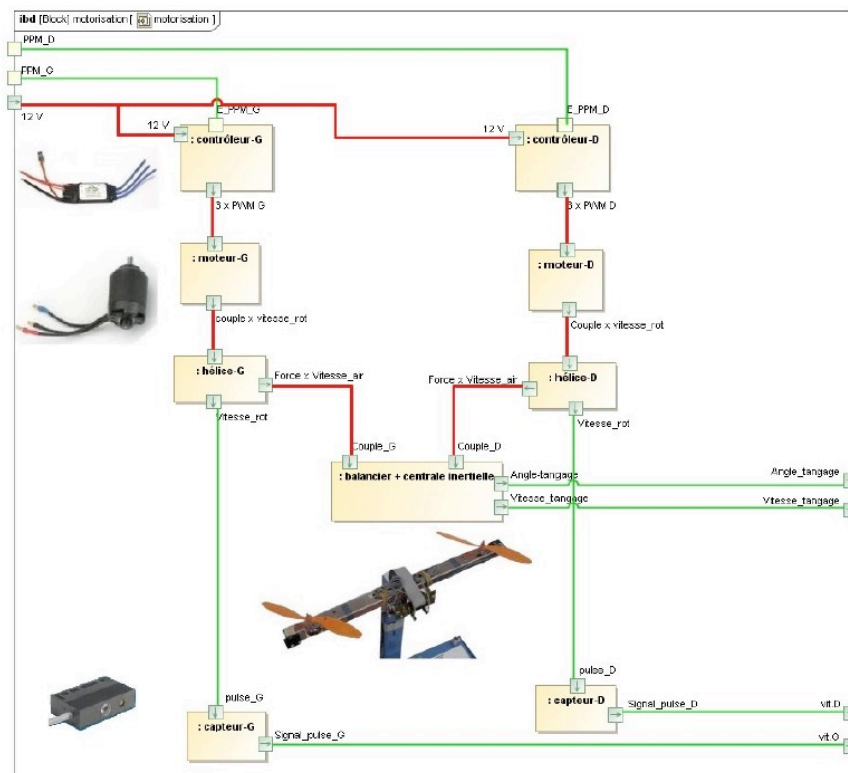 ibd [Block] motorisation [ motorisation ]
PPM_D
PPM_G
12 V
E_PPM_G
E_PPM_D
12 V
12 V
: contrôleur-G
: contrôleur-D
3 x PWM G
3 x PWM D
: moteur-G
: moteur-D
couple x vitesse_rot
Couple x vitesse_rot
: hélice-G
: hélice-D
Force x Vitesse_air
Force x Vitesse_air
Vitesse_rot
Vitesse_rot
Couple_G
Couple_D
: balancier + centrale inertielle
Angle-tangage
Angle_tangage
Vitesse_tangage
Vitesse_tangage
pulse_D
: capteur-D
Signal_pulse_D
vit.D
pulse_G
: capteur-G
Signal_pulse_G